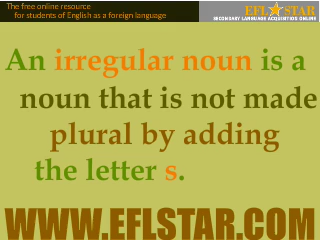 The free online resource
for students of English as a foreign language
EFL★STAR
SECONDARY LANGUAGE ACQUISITION ONLINE
An irregular noun is a
noun that is not made
plural by adding
the letter s.
WWW.EFLSTAR.COM